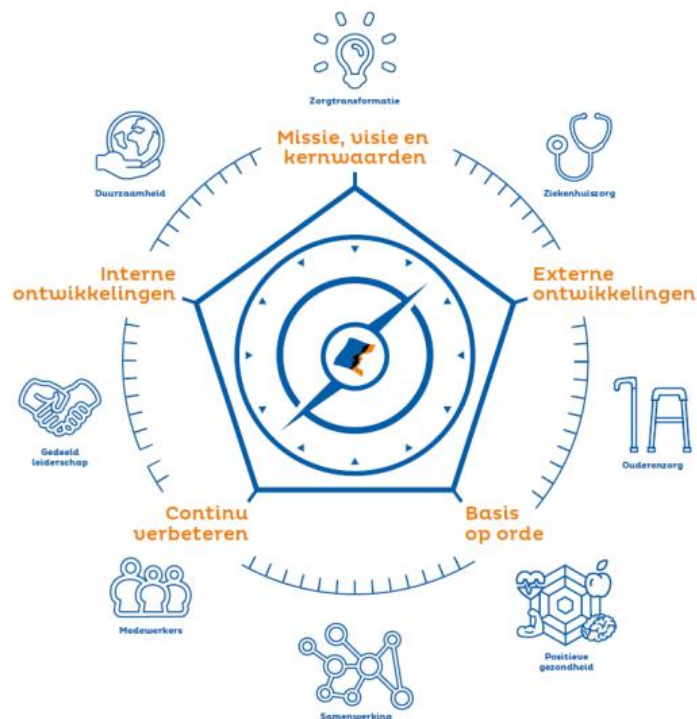 Zorgtransformatie
Missie, visie en
kernwaarden
Duurzaamheid
Ziekenhuiszorg
Interne
ontwikkelingen
Externe
ontwikkelingen
Gedeeld
leiderschap
Ouderenzorg
Continu
verbeteren
Basis
op orde
Medewerkers
Positieve
gezondheid
Samenwerking